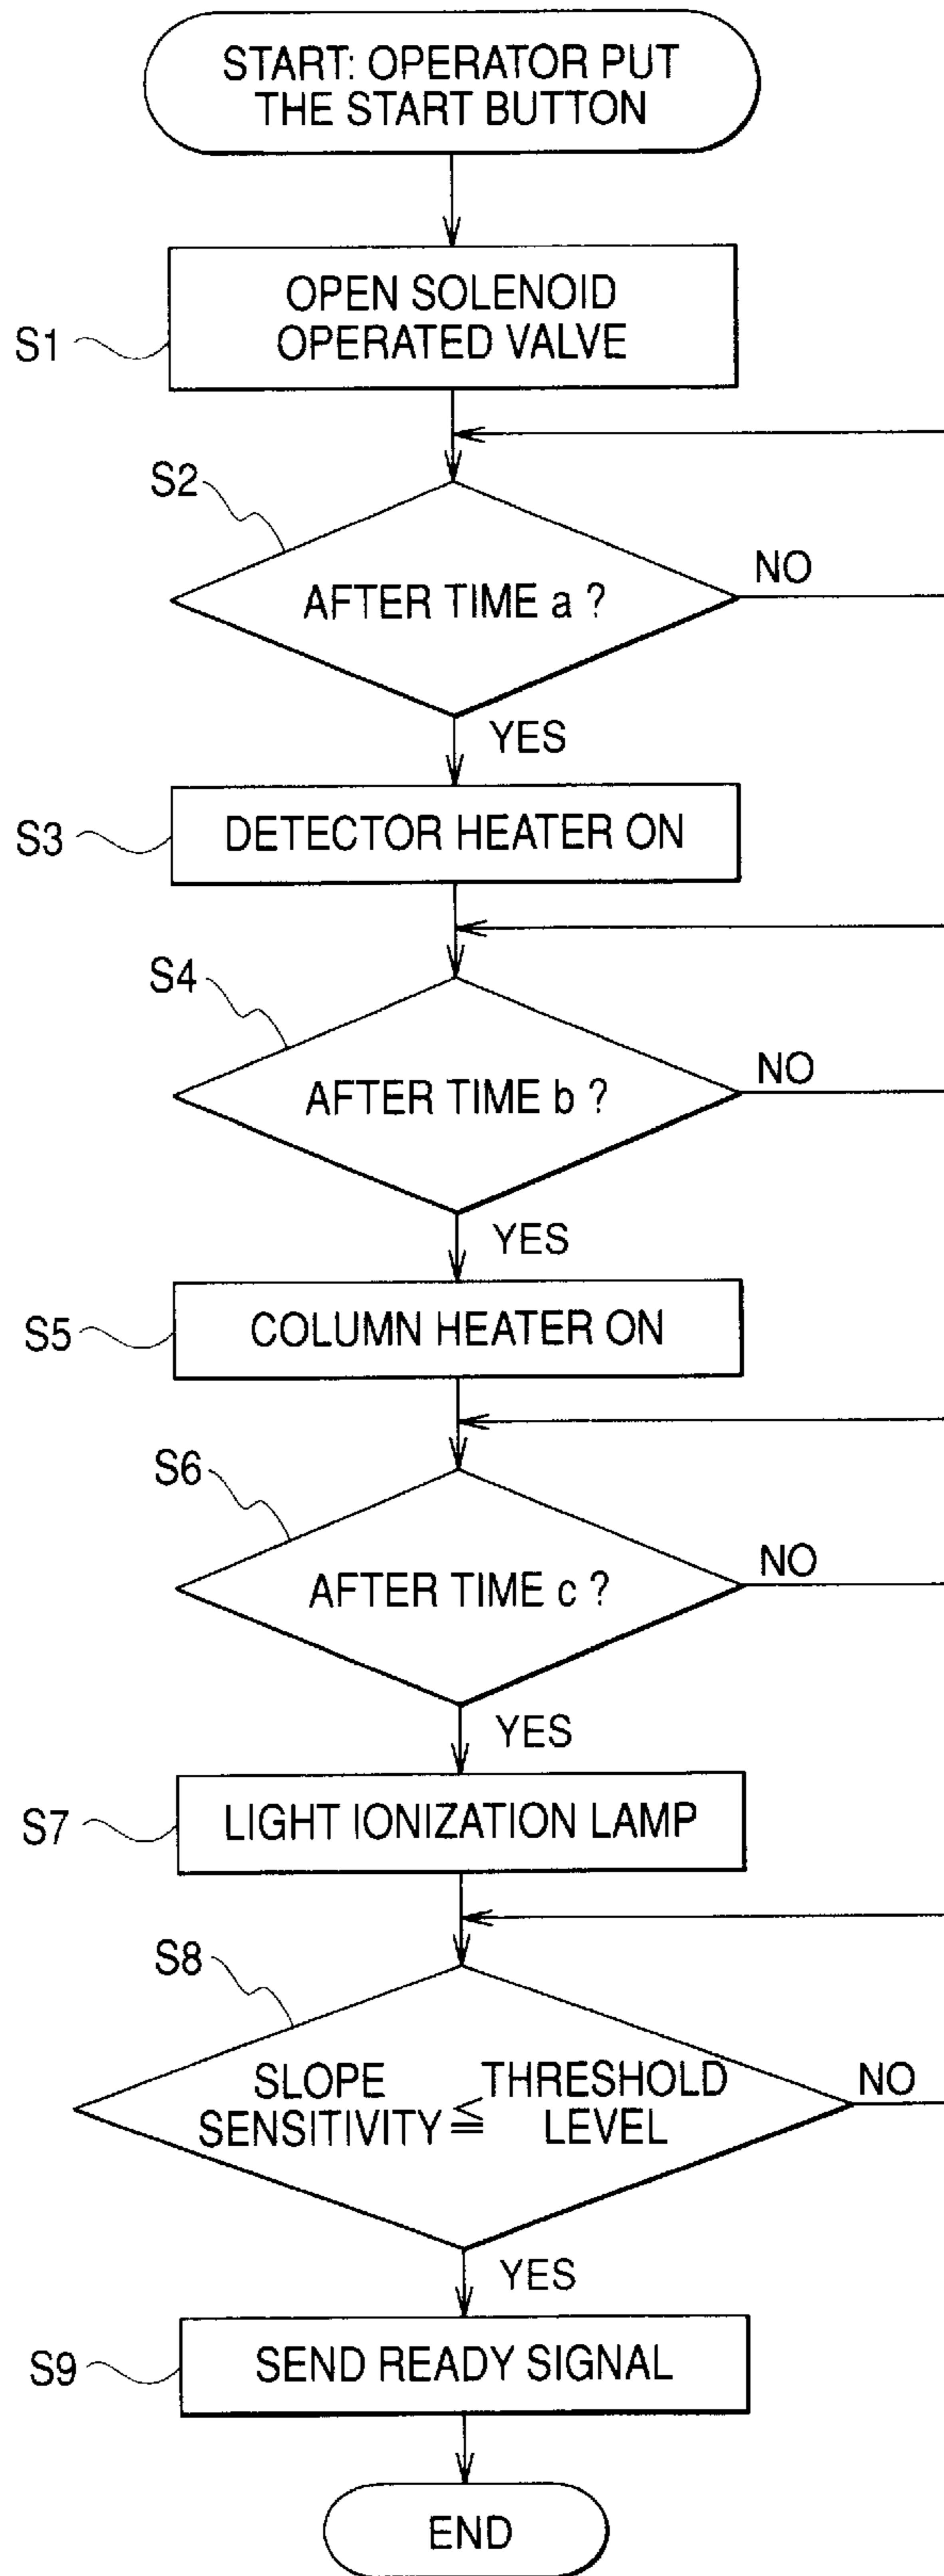 START: OPERATOR PUT
THE START BUTTON
S1
OPEN SOLENOID
OPERATED VALVE
S2
AFTER TIME a ?
NO
YES
S3
DETECTOR HEATER ON
S4
AFTER TIME b ?
NO
YES
S5
COLUMN HEATER ON
S6
AFTER TIME c ?
NO
YES
S7
LIGHT IONIZATION LAMP
S8
SLOPE
SENSITIVITY
≦
THRESHOLD
LEVEL
NO
YES
S9
SEND READY SIGNAL
END